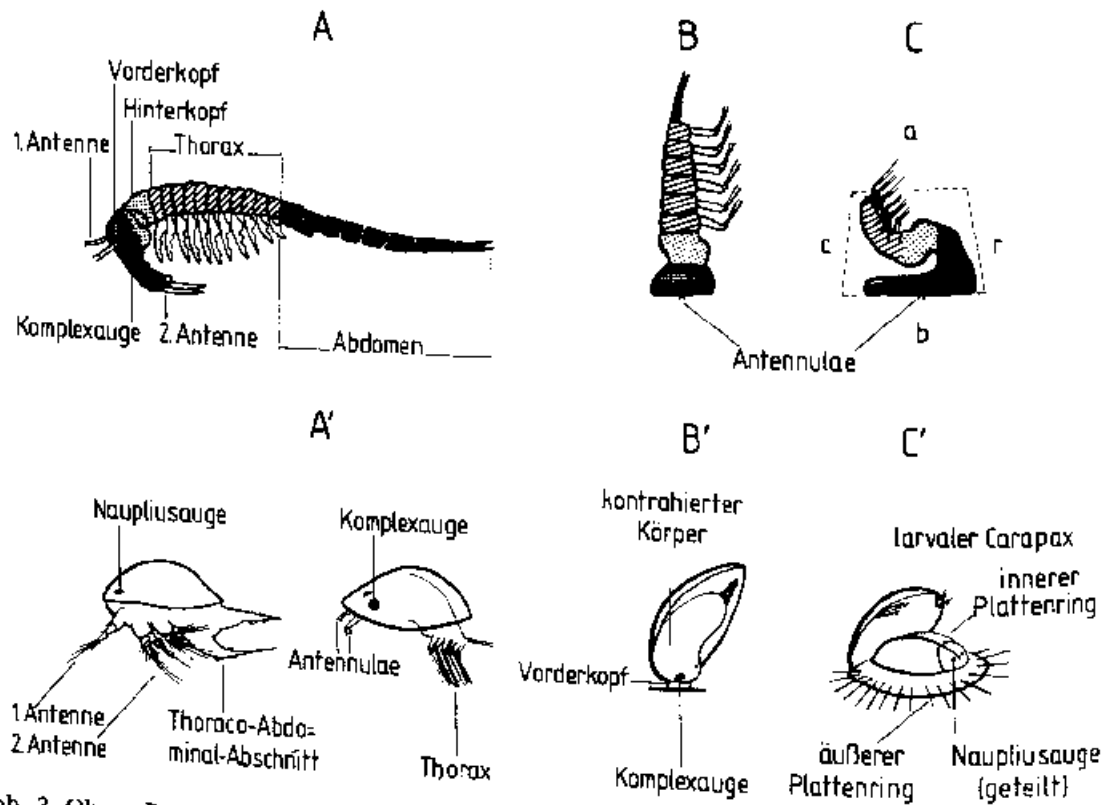 A
B
C
Vorderkopf
Hinterkopf
1. Antenne
Thorax
a
c
r
Komplexauge
2. Antenne
Abdomen
b
Antennulae
A'
B'
C'
Naupliusauge
Komplexauge
kontrahierter
Körper
larvaler Carapax
innerer
Plattenring
Antennulae
Vorderkopf
1. Antenne
2. Antenne
Thoraco-Abdo=
minal-Abschnitt
Thorax
Komplexauge
äußerer
Plattenring
Naupliusauge
(geteilt)